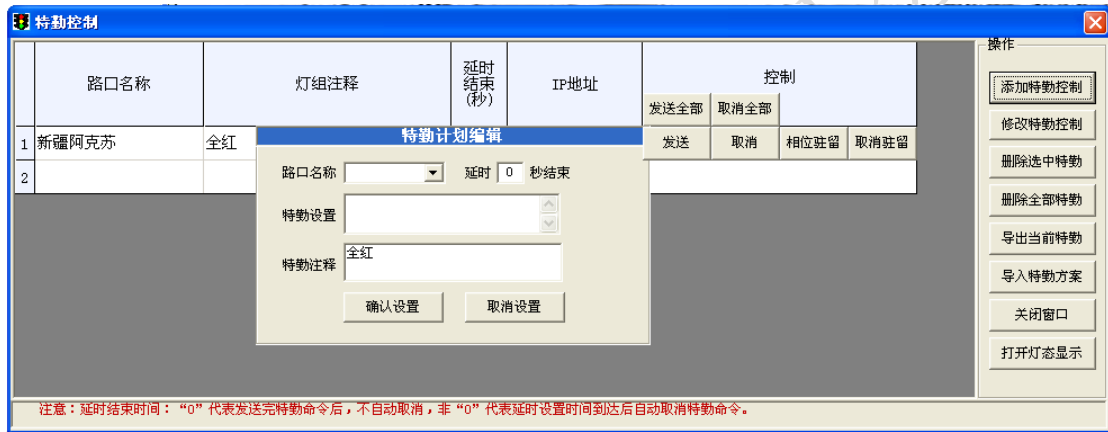 特勤控制
路口名称 灯组注释 延时结束(秒) IP地址 控制
发送全部 取消全部
1 新疆阿克苏 全红 发送 取消 相位驻留 取消驻留
2
特勤计划编辑
路口名称 延时 0 秒结束
特勤设置
特勤注释 全红
确认设置 取消设置
操作
添加特勤控制
修改特勤控制
删除选中特勤
删除全部特勤
导出当前特勤
导入特勤方案
关闭窗口
打开灯态显示
注意：延时结束时间：“0”代表发送完特勤命令后，不自动取消，非“0”代表延时设置时间到达后自动取消特勤命令。